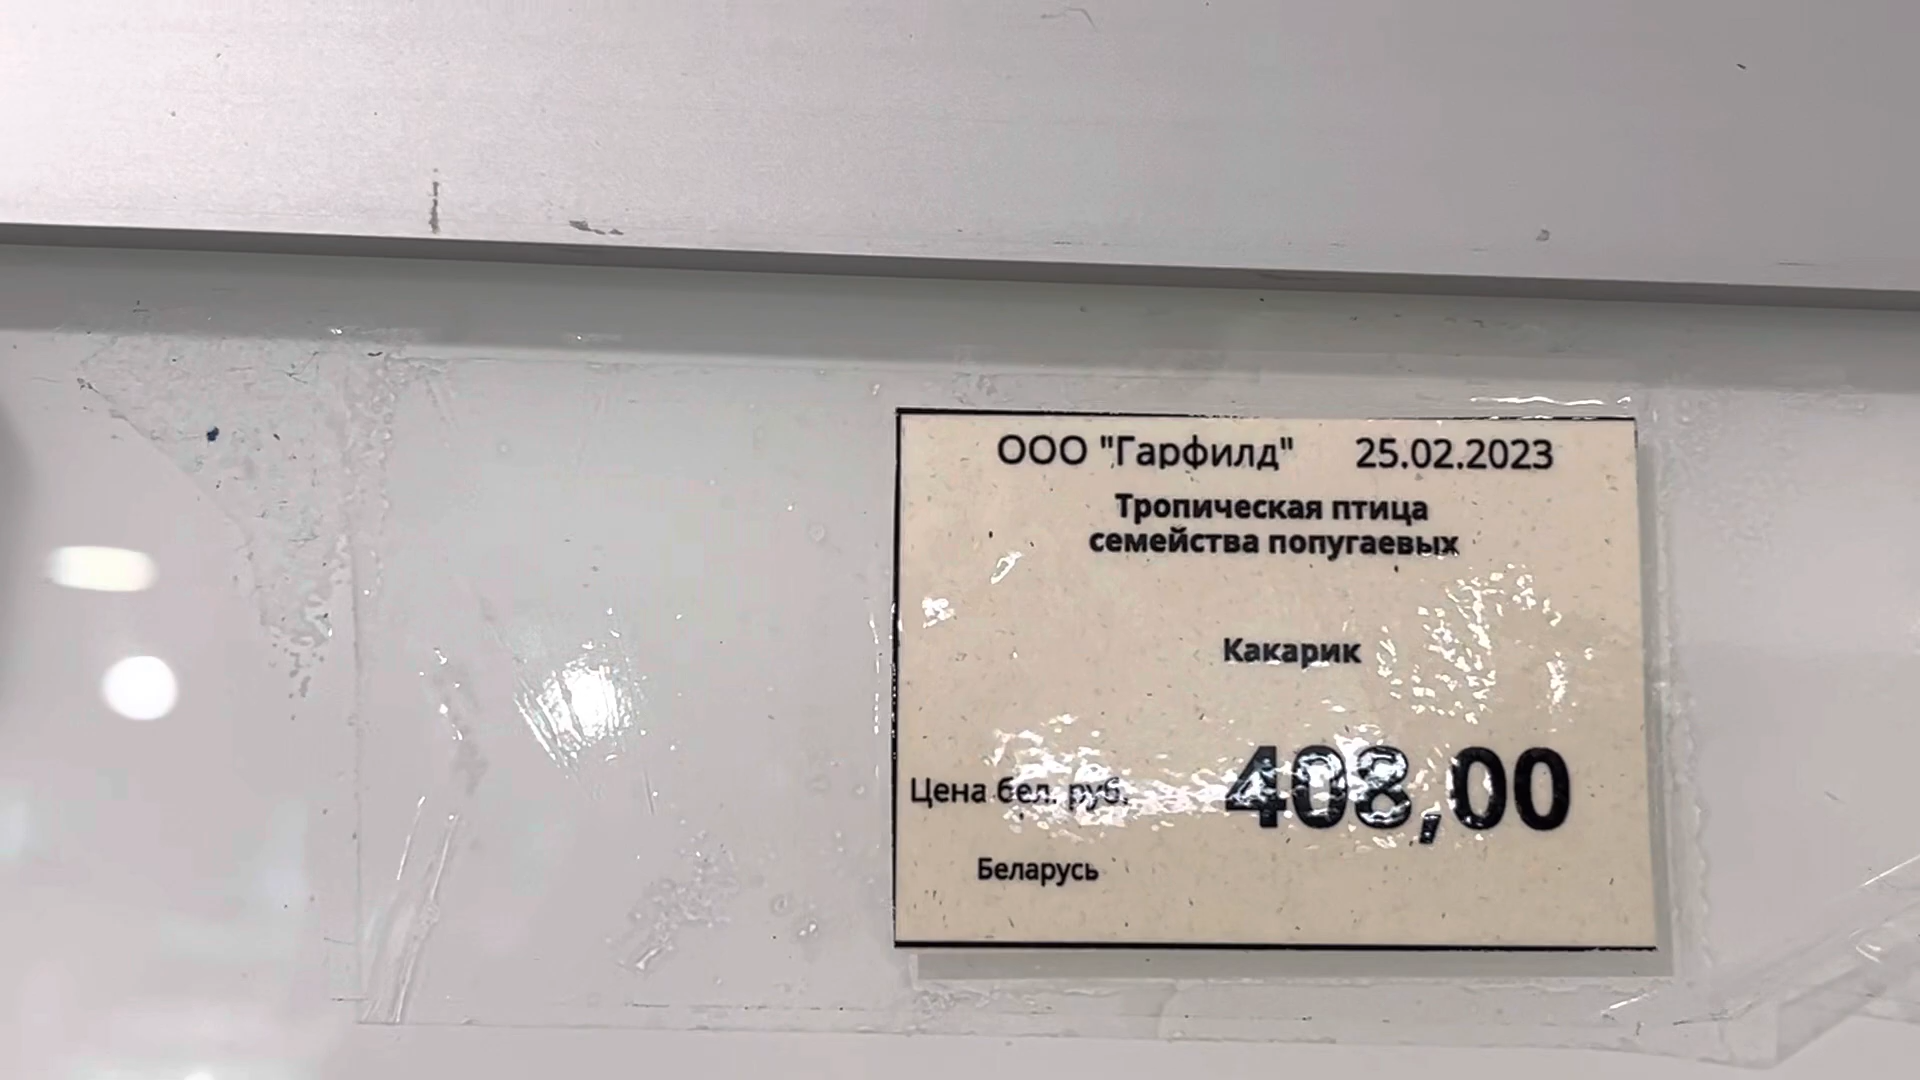 ООО "Гарфилд" 25.02.2023
Тропическая птица
семейства попугаевых
Какарик
Цена бел. руб. 408,00
Беларусь